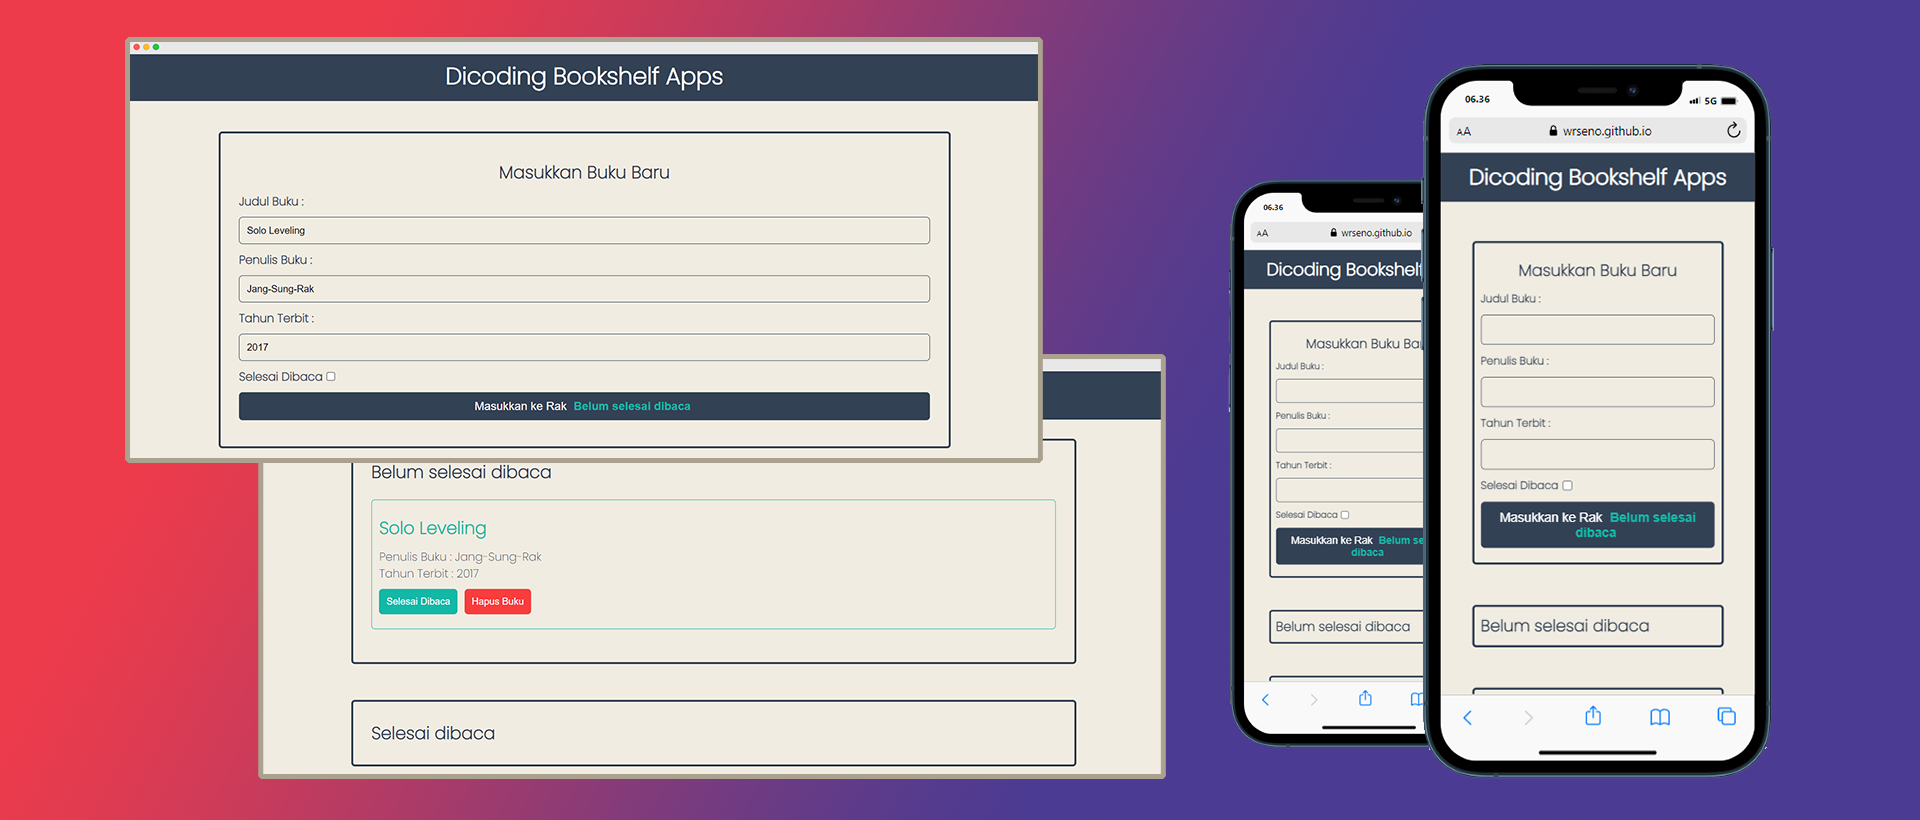 Dicoding Bookshelf Apps
Masukkan Buku Baru
Judul Buku :
Solo Leveling
Penulis Buku :
Jang-Sung-Rak
Tahun Terbit :
2017
Selesai Dibaca
Masukkan ke Rak Belum selesai dibaca
Belum selesai dibaca
Solo Leveling
Penulis Buku : Jang-Sung-Rak
Tahun Terbit : 2017
Selesai Dibaca Hapus Buku
Selesai dibaca
06.36
AA wrseno.github.io
Dicoding Bookshelf
Masukkan Buku Ba
Judul Buku :
Penulis Buku :
Tahun Terbit :
Selesai Dibaca
Masukkan ke Rak Belum se
dibaca
Belum selesai dibaca
06.36 5G
AA wrseno.github.io
Dicoding Bookshelf Apps
Masukkan Buku Baru
Judul Buku :
Penulis Buku :
Tahun Terbit :
Selesai Dibaca
Masukkan ke Rak Belum selesai
dibaca
Belum selesai dibaca